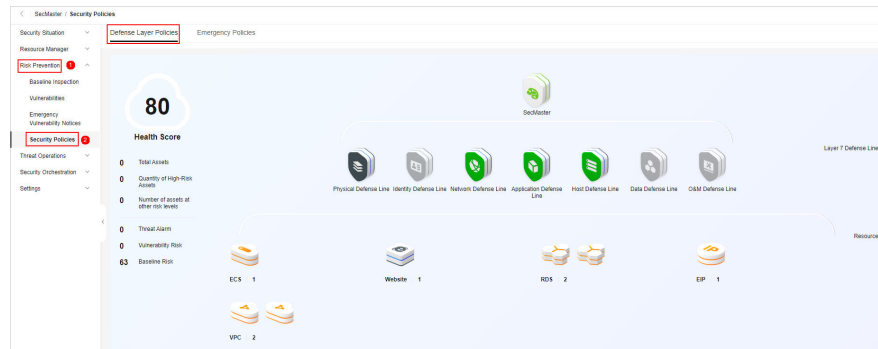 SecMaster / Security Policies
Security Situation
Resource Manager
Risk Prevention 1
Baseline Inspection
Vulnerabilities
Emergency
Vulnerability Notices
Security Policies 2
Threat Operations
Security Orchestration
Settings
Defense Layer Policies Emergency Policies
80
Health Score
0 Total Assets
0 Quantity of High-Risk
Assets
0 Number of assets at
other risk levels
0 Threat Alarm
0 Vulnerability Risk
63 Baseline Risk
SecMaster
Layer 7 Defense Line
Physical Defense Line Identity Defense Line Network Defense Line Application Defense
Line Host Defense Line Data Defense Line O&M Defense Line
Resource
ECS 1 Website 1 RDS 2 EIP 1
VPC 2